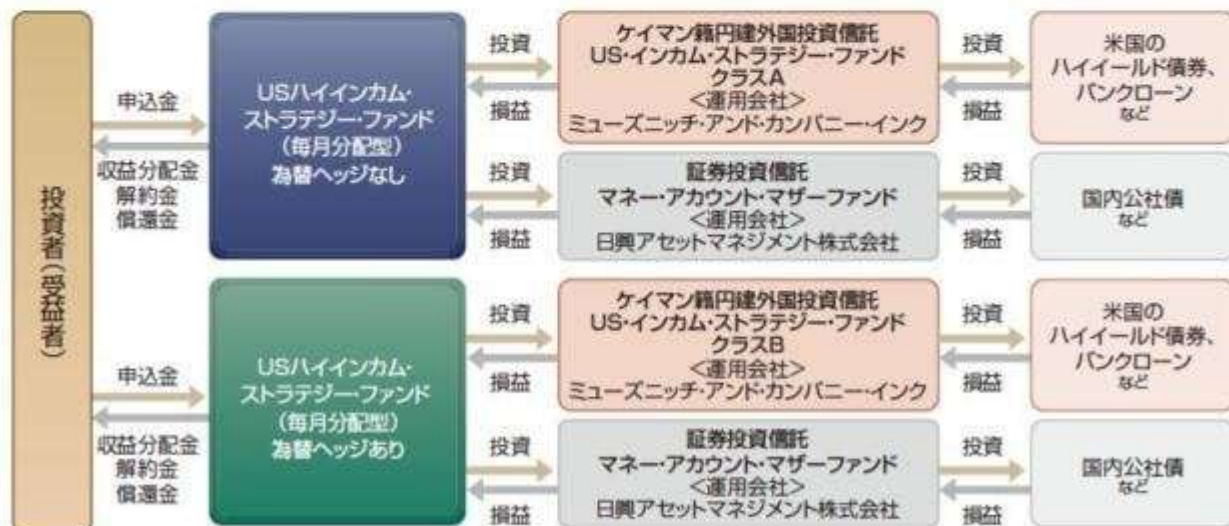 投資者(受益者)
申込金
収益分配金
解約金
償還金
USハイインカム・
ストラテジー・ファンド
(毎月分配型)
為替ヘッジなし
投資
損益
ケイマン籍円建外国投資信託
US・インカム・ストラテジー・ファンド
クラスA
<運用会社>
ミューズニッチ・アンド・カンパニー・インク
投資
損益
米国の
ハイイールド債券、
バンクローン
など
投資
損益
証券投資信託
マネー・アカウント・マザーファンド
<運用会社>
日興アセットマネジメント株式会社
投資
損益
国内公社債
など
申込金
収益分配金
解約金
償還金
USハイインカム・
ストラテジー・ファンド
(毎月分配型)
為替ヘッジあり
投資
損益
ケイマン籍円建外国投資信託
US・インカム・ストラテジー・ファンド
クラスB
<運用会社>
ミューズニッチ・アンド・カンパニー・インク
投資
損益
米国の
ハイイールド債券、
バンクローン
など
投資
損益
証券投資信託
マネー・アカウント・マザーファンド
<運用会社>
日興アセットマネジメント株式会社
投資
損益
国内公社債
など